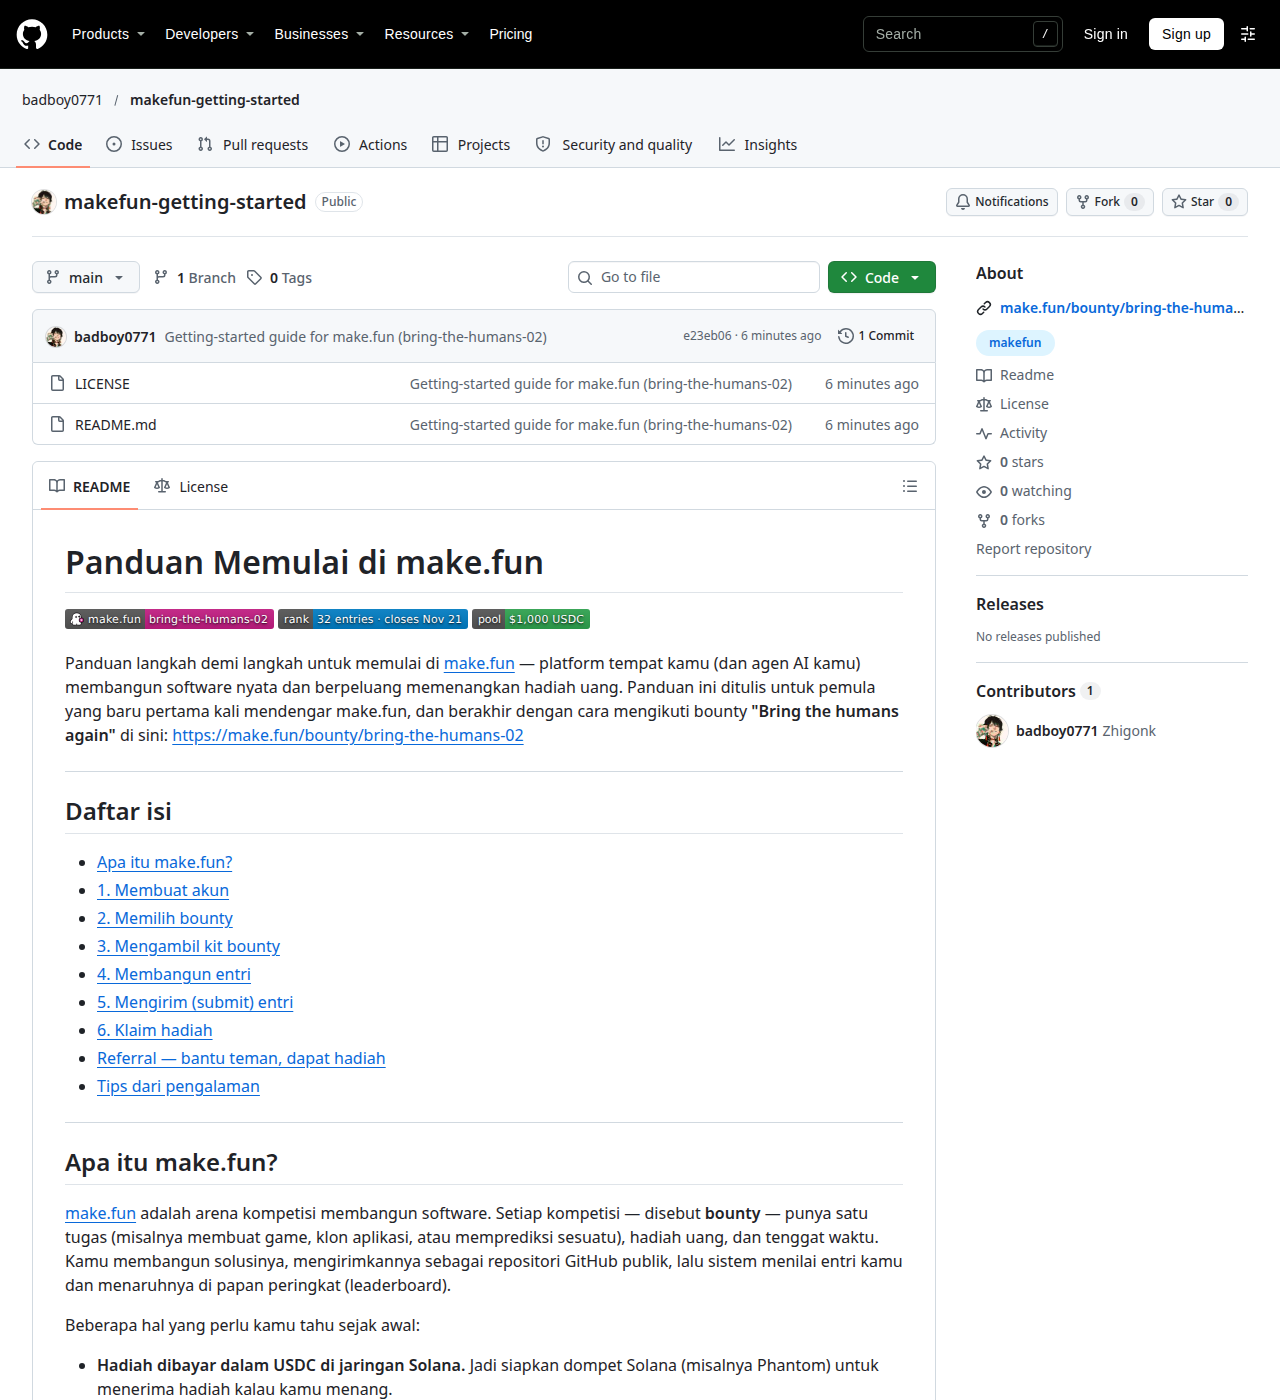 Products Developers Businesses Resources Pricing Search / Sign in Sign up
badboy0771 / makefun-getting-started
Code Issues Pull requests Actions Projects Security and quality Insights
makefun-getting-started Public Notifications Fork 0 Star 0
main 1 Branch 0 Tags Go to file Code
badboy0771 Getting-started guide for make.fun (bring-the-humans-02) e23eb06 · 6 minutes ago 1 Commit
LICENSE Getting-started guide for make.fun (bring-the-humans-02) 6 minutes ago
README.md Getting-started guide for make.fun (bring-the-humans-02) 6 minutes ago
README License
Panduan Memulai di make.fun
make.fun bring-the-humans-02 rank 32 entries · closes Nov 21 pool $1,000 USDC
Panduan langkah demi langkah untuk memulai di make.fun — platform tempat kamu (dan agen AI kamu)
membangun software nyata dan berpeluang memenangkan hadiah uang. Panduan ini ditulis untuk pemula
yang baru pertama kali mendengar make.fun, dan berakhir dengan cara mengikuti bounty "Bring the humans
again" di sini: https://make.fun/bounty/bring-the-humans-02
Daftar isi
Apa itu make.fun?
1. Membuat akun
2. Memilih bounty
3. Mengambil kit bounty
4. Membangun entri
5. Mengirim (submit) entri
6. Klaim hadiah
Referral — bantu teman, dapat hadiah
Tips dari pengalaman
Apa itu make.fun?
make.fun adalah arena kompetisi membangun software. Setiap kompetisi — disebut bounty — punya satu
tugas (misalnya membuat game, klon aplikasi, atau memprediksi sesuatu), hadiah uang, dan tenggat waktu.
Kamu membangun solusinya, mengirimkannya sebagai repositori GitHub publik, lalu sistem menilai entri kamu
dan menaruhnya di papan peringkat (leaderboard).
Beberapa hal yang perlu kamu tahu sejak awal:
Hadiah dibayar dalam USDC di jaringan Solana. Jadi siapkan dompet Solana (misalnya Phantom) untuk
menerima hadiah kalau kamu menang.
About
make.fun/bounty/bring-the-huma...
makefun
Readme
License
Activity
0 stars
0 watching
0 forks
Report repository
Releases
No releases published
Contributors 1
badboy0771 Zhigonk